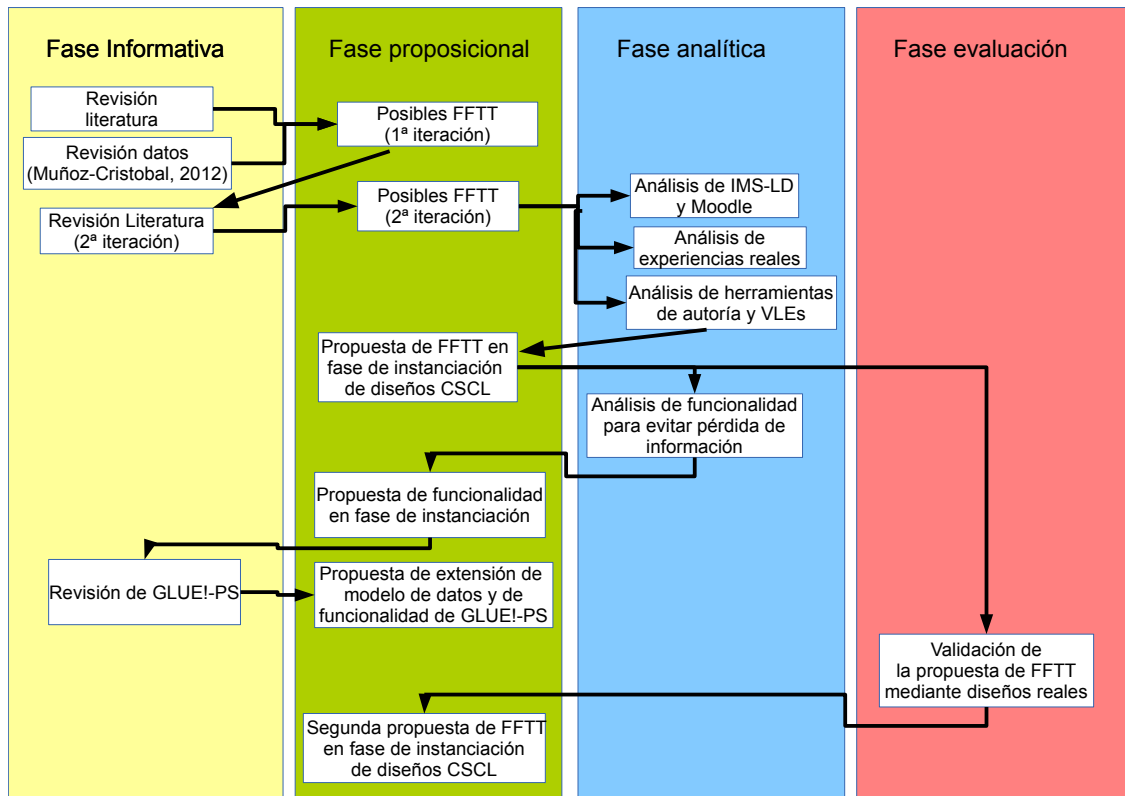 Fase Informativa
Fase proposicional
Fase analítica
Fase evaluación
Revisión
literatura
Revisión datos
(Muñoz-Cristobal, 2012)
Posibles FFTT
(1ª iteración)
Revisión Literatura
(2ª iteración)
Posibles FFTT
(2ª iteración)
Análisis de IMS-LD
y Moodle
Análisis de
experiencias reales
Análisis de herramientas
de autoría y VLEs
Propuesta de FFTT en
fase de instanciación
de diseños CSCL
Análisis de funcionalidad
para evitar pérdida de
información
Propuesta de funcionalidad
en fase de instanciación
Revisión de GLUE!-PS
Propuesta de extensión de
modelo de datos y de
funcionalidad de GLUE!-PS
Validación de
la propuesta de FFTT
mediante diseños reales
Segunda propuesta de FFTT
en fase de instanciación
de diseños CSCL